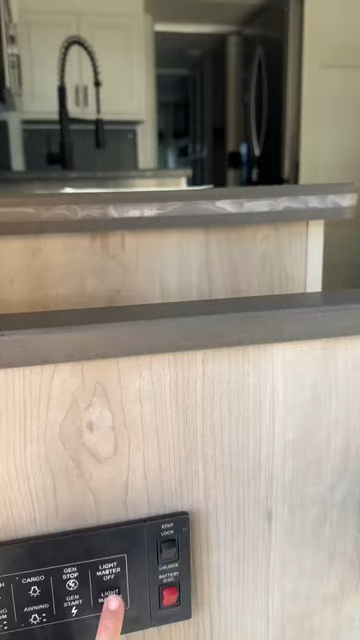 CARGO
GEN
STOP
LIGHT
MASTER
OFF
STEP
LOCK
UNLOCK
BATTERY
DISC.
AWNING
GEN
START
LIGHT